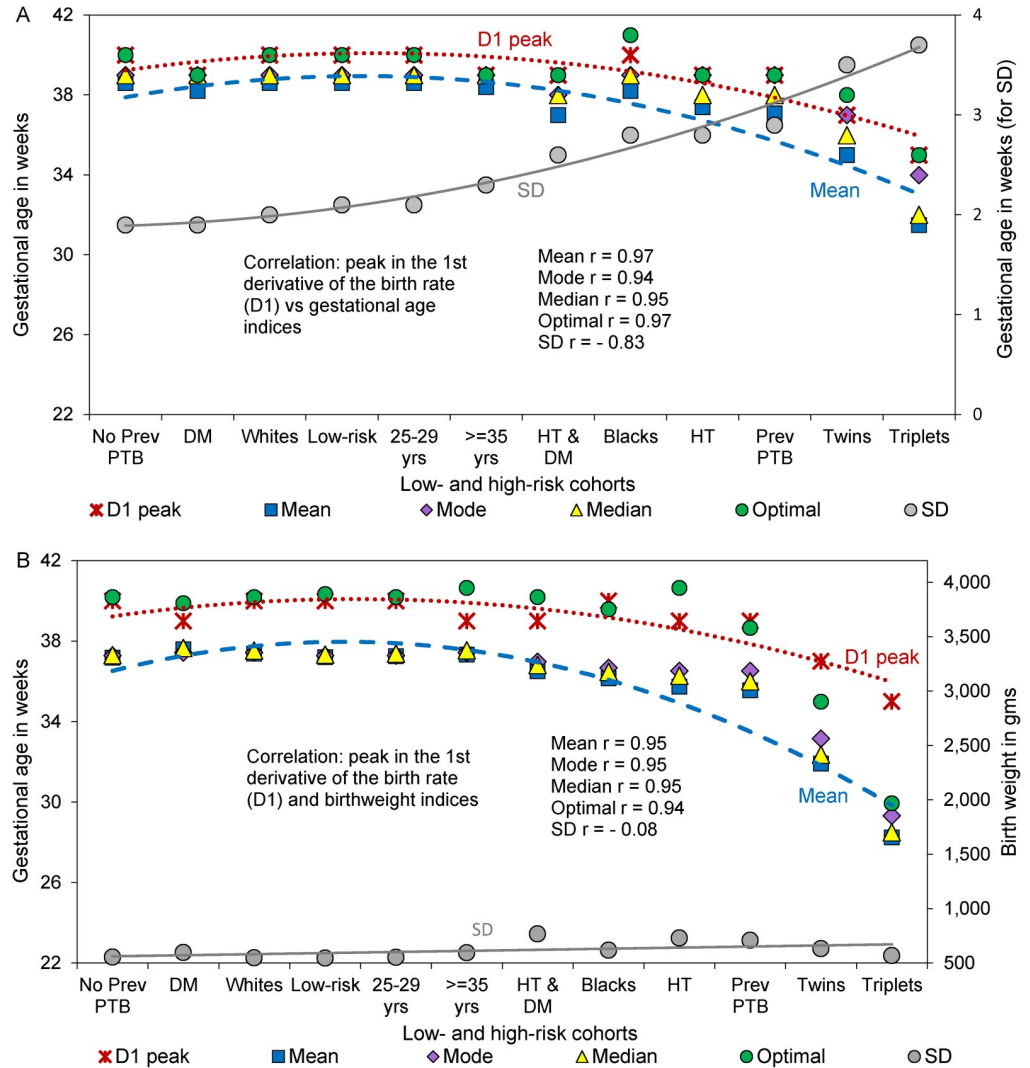 A
42
38
34
30
26
22
Gestational age in weeks
4
3
2
1
0
Gestational age in weeks (for SD)
D1 peak
SD
Mean
Correlation: peak in the 1st
derivative of the birth rate
(D1) vs gestational age
indices
Mean r = 0.97
Mode r = 0.94
Median r = 0.95
Optimal r = 0.97
SD r = - 0.83
No Prev PTB
DM
Whites
Low-risk
25-29 yrs
>=35 yrs
HT & DM
Blacks
HT
Prev PTB
Twins
Triplets
Low- and high-risk cohorts
D1 peak
Mean
Mode
Median
Optimal
SD
B
42
38
34
30
26
22
Gestational age in weeks
4,000
3,500
3,000
2,500
2,000
1,500
1,000
500
Birth weight in gms
D1 peak
Mean
SD
Correlation: peak in the 1st
derivative of the birth rate
(D1) and birthweight indices
Mean r = 0.95
Mode r = 0.95
Median r = 0.95
Optimal r = 0.94
SD r = - 0.08
No Prev PTB
DM
Whites
Low-risk
25-29 yrs
>=35 yrs
HT & DM
Blacks
HT
Prev PTB
Twins
Triplets
Low- and high-risk cohorts
D1 peak
Mean
Mode
Median
Optimal
SD